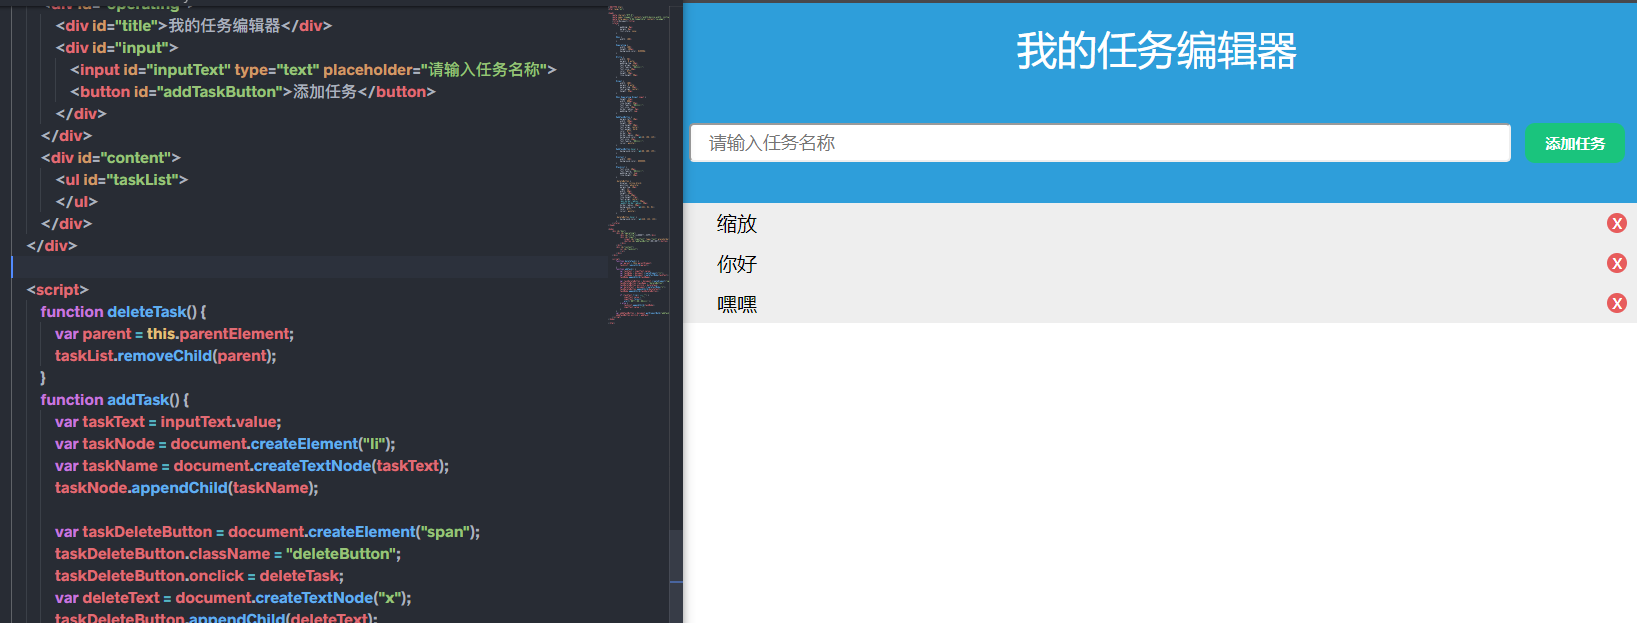 <div id="operating">
<div id="title">我的任务编辑器</div>
<div id="input">
<input id="inputText" type="text" placeholder="请输入任务名称">
<button id="addTaskButton">添加任务</button>
</div>
</div>
<div id="content">
<ul id="taskList">
</ul>
</div>
</div>
<script>
function deleteTask() {
var parent = this.parentElement;
taskList.removeChild(parent);
}
function addTask() {
var taskText = inputText.value;
var taskNode = document.createElement("li");
var taskName = document.createTextNode(taskText);
taskNode.appendChild(taskName);
var taskDeleteButton = document.createElement("span");
taskDeleteButton.className = "deleteButton";
taskDeleteButton.onclick = deleteTask;
var deleteText = document.createTextNode("x");
taskDeleteButton.appendChild(deleteText);
我的任务编辑器
请输入任务名称 添加任务
缩放 X
你好 X
嘿嘿 X